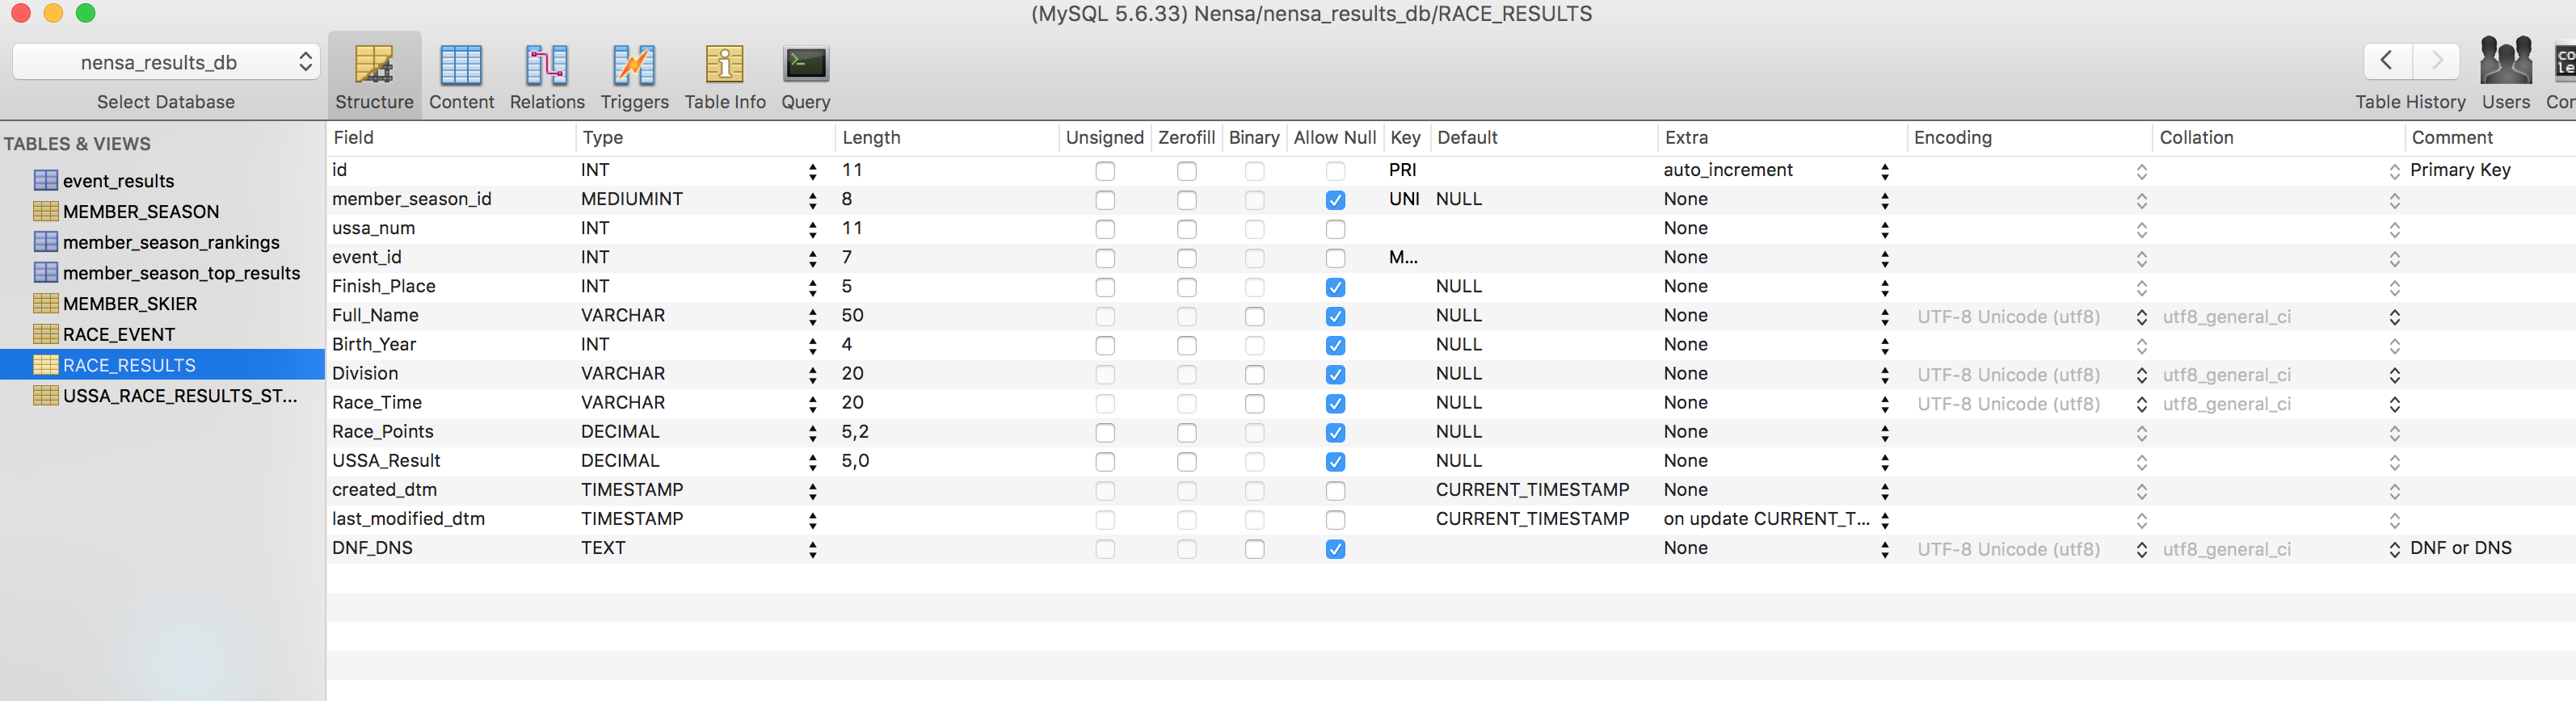 (MySQL 5.6.33) Nensa/nensa_results_db/RACE_RESULTS
nensa_results_db
Select Database
Structure Content Relations Triggers Table Info Query
Table History Users Con
TABLES & VIEWS
event_results
MEMBER_SEASON
member_season_rankings
member_season_top_results
MEMBER_SKIER
RACE_EVENT
RACE_RESULTS
USSA_RACE_RESULTS_ST...
Field Type Length Unsigned Zerofill Binary Allow Null Key Default Extra Encoding Collation Comment
id INT 11 PRI auto_increment Primary Key
member_season_id MEDIUMINT 8 UNI NULL None
ussa_num INT 11 None
event_id INT 7 M... None
Finish_Place INT 5 NULL None
Full_Name VARCHAR 50 NULL None UTF-8 Unicode (utf8) utf8_general_ci
Birth_Year INT 4 NULL None
Division VARCHAR 20 NULL None UTF-8 Unicode (utf8) utf8_general_ci
Race_Time VARCHAR 20 NULL None UTF-8 Unicode (utf8) utf8_general_ci
Race_Points DECIMAL 5,2 NULL None
USSA_Result DECIMAL 5,0 NULL None
created_dtm TIMESTAMP CURRENT_TIMESTAMP None
last_modified_dtm TIMESTAMP CURRENT_TIMESTAMP on update CURRENT_T...
DNF_DNS TEXT None UTF-8 Unicode (utf8) utf8_general_ci DNF or DNS